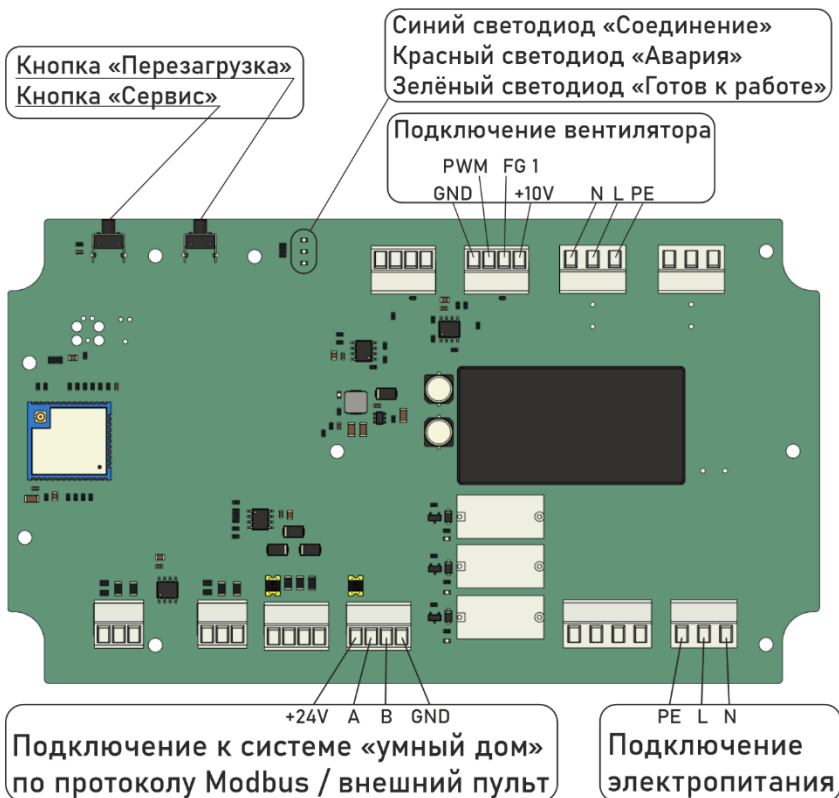 Синий светодиод «Соединение»
Красный светодиод «Авария»
Зелёный светодиод «Готов к работе»
Кнопка «Перезагрузка»
Кнопка «Сервис»
Подключение вентилятора
PWM FG 1
GND +10V N L PE
+24V A B GND
PE L N
Подключение к системе «умный дом»
по протоколу Modbus / внешний пульт
Подключение
электропитания